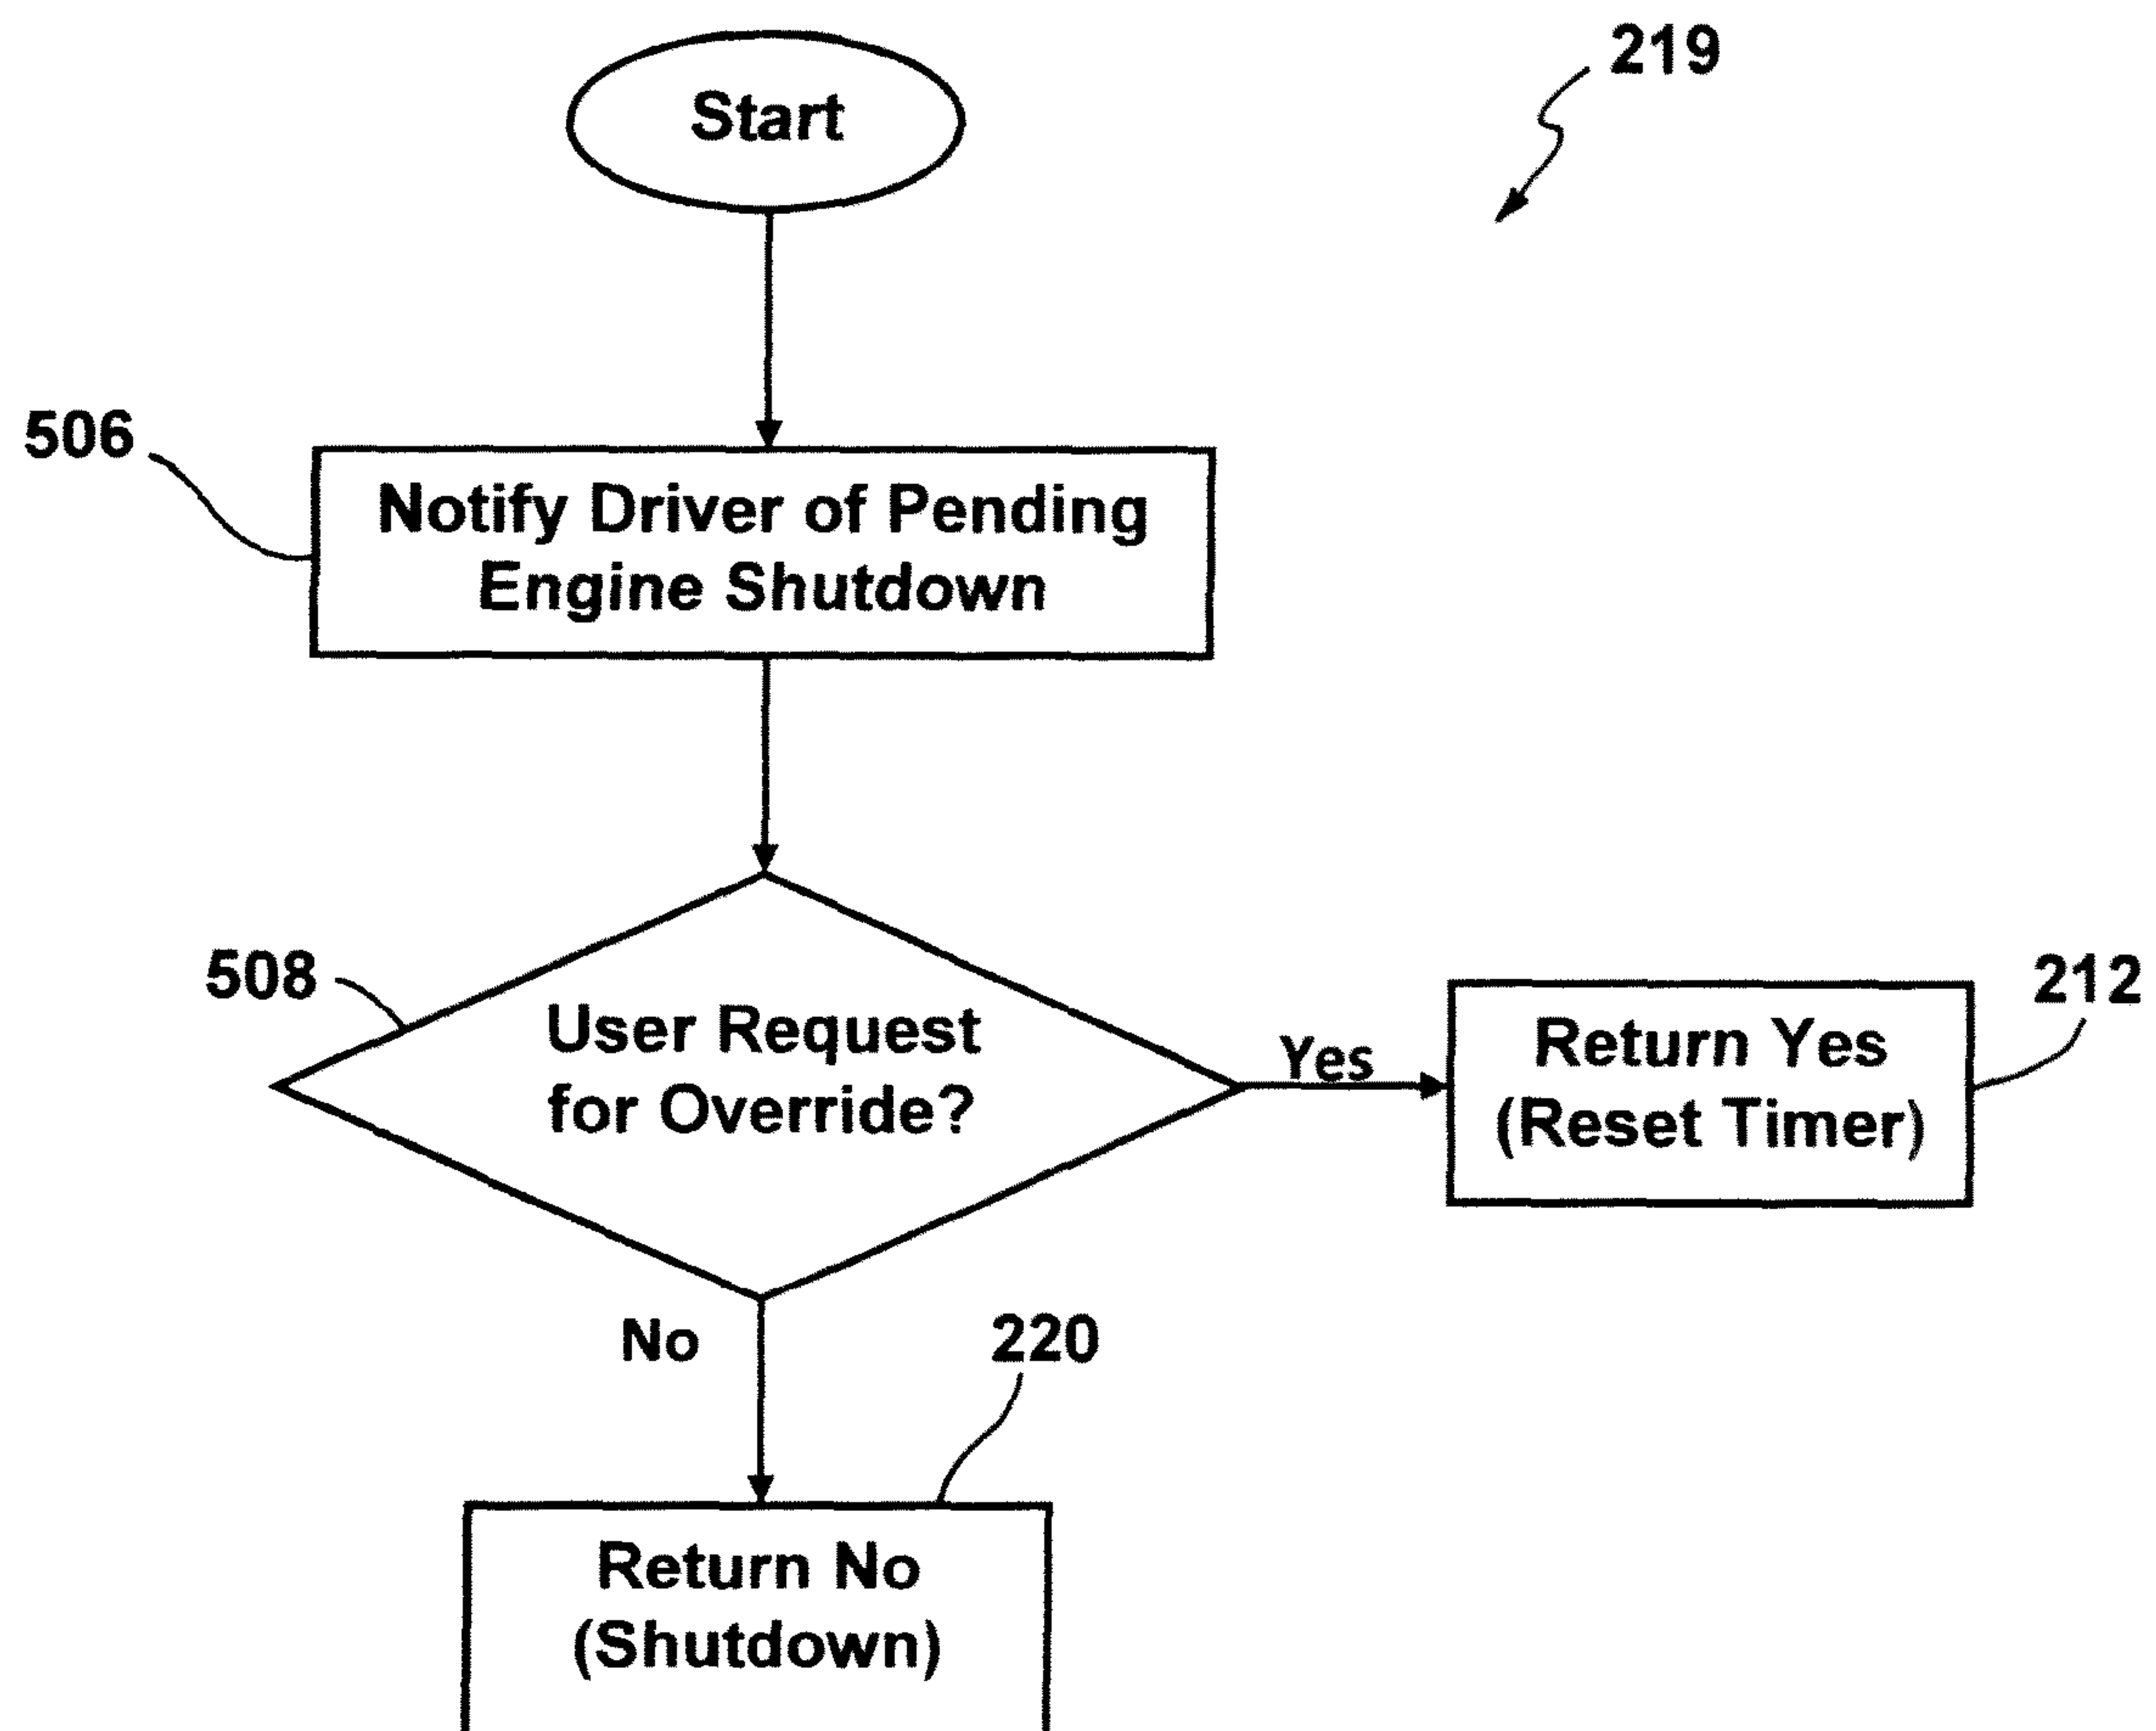 219
Start
506
Notify Driver of Pending
Engine Shutdown
508
User Request
for Override?
Yes
212
Return Yes
(Reset Timer)
No
220
Return No
(Shutdown)